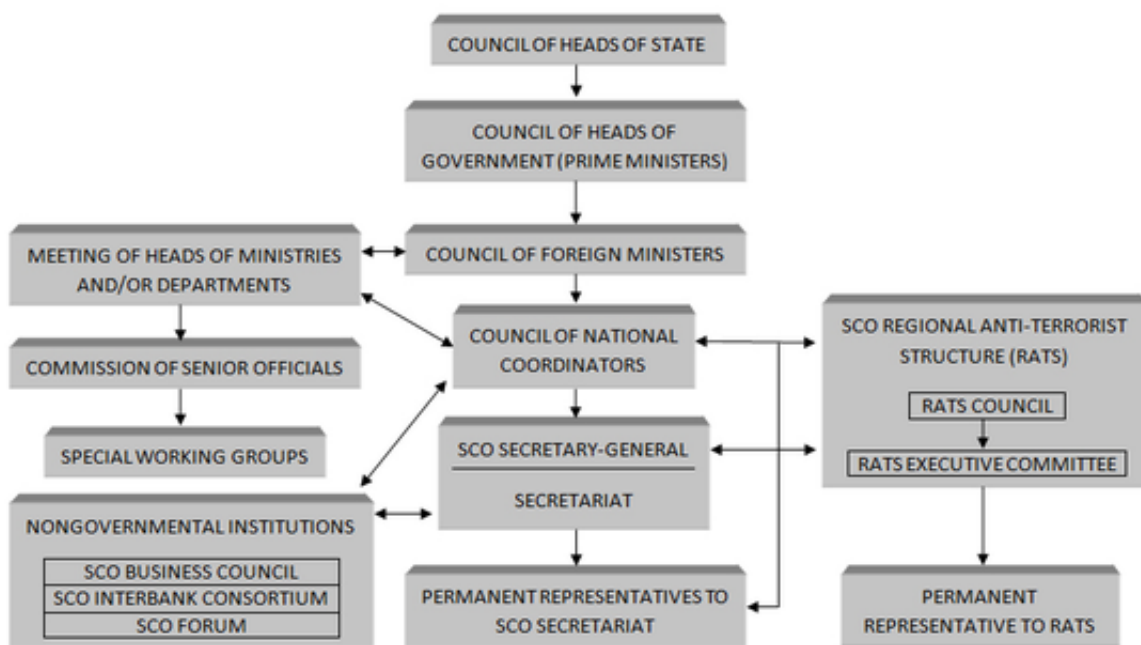 COUNCIL OF HEADS OF STATE
COUNCIL OF HEADS OF
GOVERNMENT (PRIME MINISTERS)
MEETING OF HEADS OF MINISTRIES
AND/OR DEPARTMENTS
COUNCIL OF FOREIGN MINISTERS
COMMISSION OF SENIOR OFFICIALS
COUNCIL OF NATIONAL
COORDINATORS
SCO REGIONAL ANTI-TERRORIST
STRUCTURE (RATS)
RATS COUNCIL
RATS EXECUTIVE COMMITTEE
SPECIAL WORKING GROUPS
SCO SECRETARY-GENERAL
SECRETARIAT
NONGOVERNMENTAL INSTITUTIONS
SCO BUSINESS COUNCIL
SCO INTERBANK CONSORTIUM
SCO FORUM
PERMANENT REPRESENTATIVES TO
SCO SECRETARIAT
PERMANENT
REPRESENTATIVE TO RATS